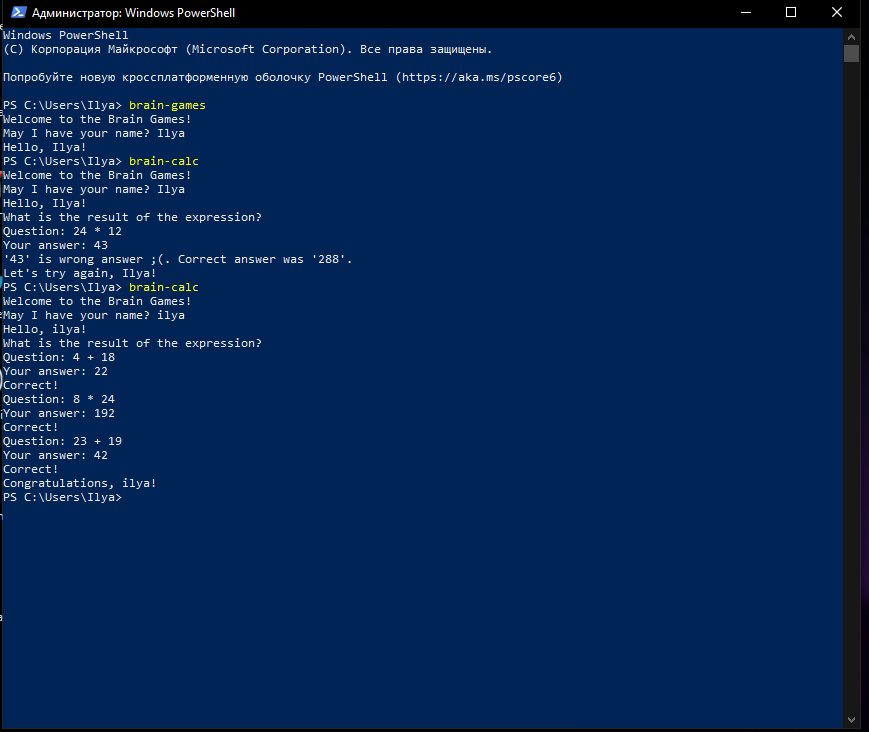 Администратор: Windows PowerShell
Windows PowerShell
(C) Корпорация Майкрософт (Microsoft Corporation). Все права защищены.
Попробуйте новую кроссплатформенную оболочку PowerShell (https://aka.ms/pscore6)
PS C:\Users\Ilya> brain-games
Welcome to the Brain Games!
May I have your name? Ilya
Hello, Ilya!
PS C:\Users\Ilya> brain-calc
Welcome to the Brain Games!
May I have your name? Ilya
Hello, Ilya!
What is the result of the expression?
Question: 24 * 12
Your answer: 43
'43' is wrong answer ;(. Correct answer was '288'.
Let's try again, Ilya!
PS C:\Users\Ilya> brain-calc
Welcome to the Brain Games!
May I have your name? ilya
Hello, ilya!
What is the result of the expression?
Question: 4 + 18
Your answer: 22
Correct!
Question: 8 * 24
Your answer: 192
Correct!
Question: 23 + 19
Your answer: 42
Correct!
Congratulations, ilya!
PS C:\Users\Ilya>